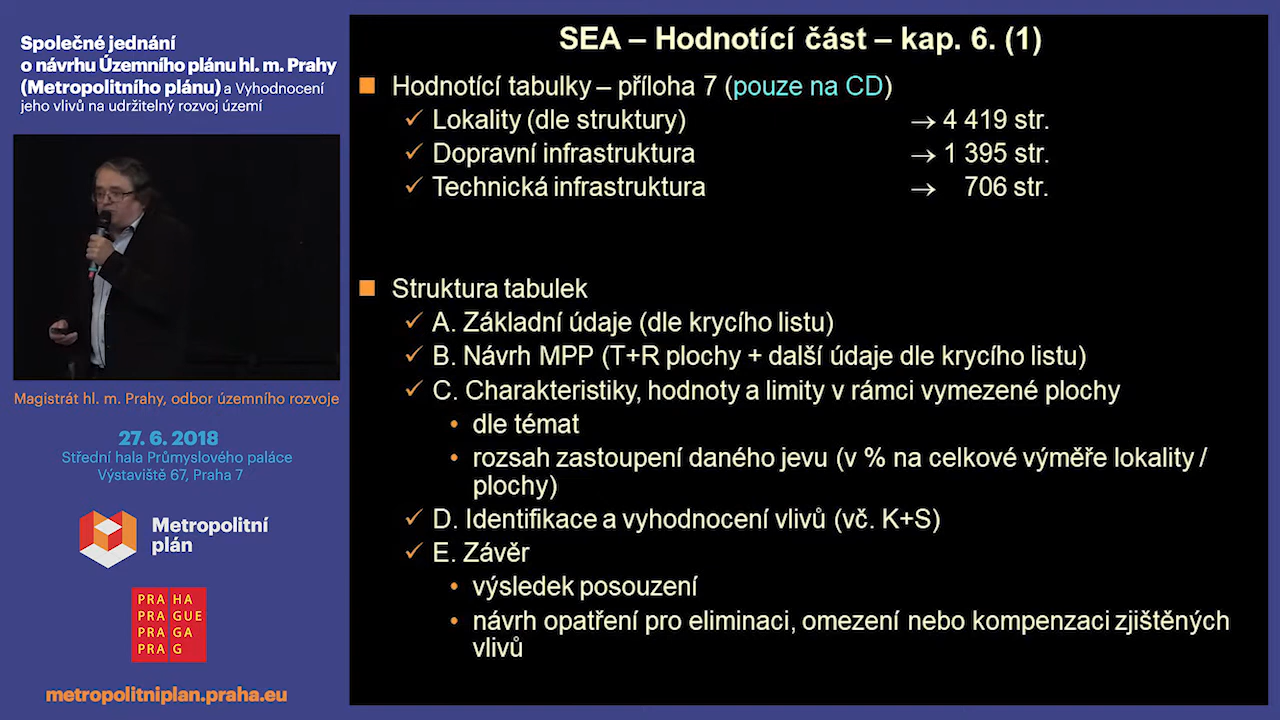 Společné jednání
o návrhu Územního plánu hl. m. Prahy
(Metropolitního plánu) a Vyhodnocení
jeho vlivů na udržitelný rozvoj území
Magistrát hl. m. Prahy, odbor územního rozvoje
27. 6. 2018
Střední hala Průmyslového paláce
Výstaviště 67, Praha 7
Metropolitní
plán
PRA HA
PRA GUE
PRA GA
PRA G
metropolitniplan.praha.eu
SEA – Hodnotící část – kap. 6. (1)
Hodnotící tabulky – příloha 7 (pouze na CD)
Lokality (dle struktury) → 4 419 str.
Dopravní infrastruktura → 1 395 str.
Technická infrastruktura → 706 str.
Struktura tabulek
A. Základní údaje (dle krycího listu)
B. Návrh MPP (T+R plochy + další údaje dle krycího listu)
C. Charakteristiky, hodnoty a limity v rámci vymezené plochy
dle témat
rozsah zastoupení daného jevu (v % na celkové výměře lokality /
plochy)
D. Identifikace a vyhodnocení vlivů (vč. K+S)
E. Závěr
výsledek posouzení
návrh opatření pro eliminaci, omezení nebo kompenzaci zjištěných
vlivů